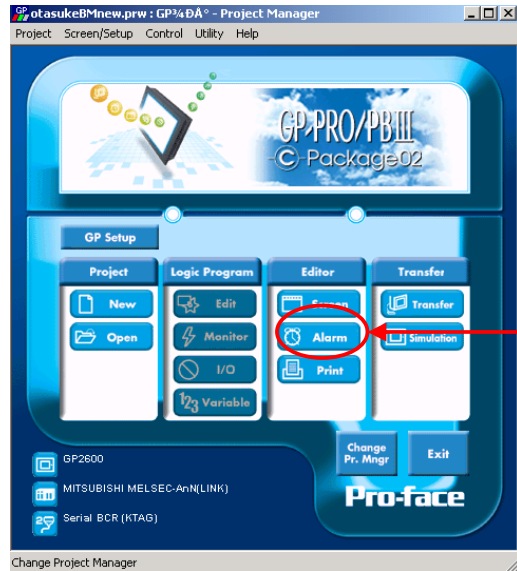 otasukeBMnew.prw : GP¾ÐÅ° - Project Manager
Project Screen/Setup Control Utility Help
GP-PRO/PBIII
C-Package02
GP Setup
Project Logic Program Editor Transfer
New Edit Screen Transfer
Open Monitor Alarm Simulation
I/O Print
123 Variable
Change
Pr. Mngr
Exit
GP2600
MITSUBISHI MELSEC-AnN(LINK)
Serial BCR (KTAG)
Pro-face
Change Project Manager